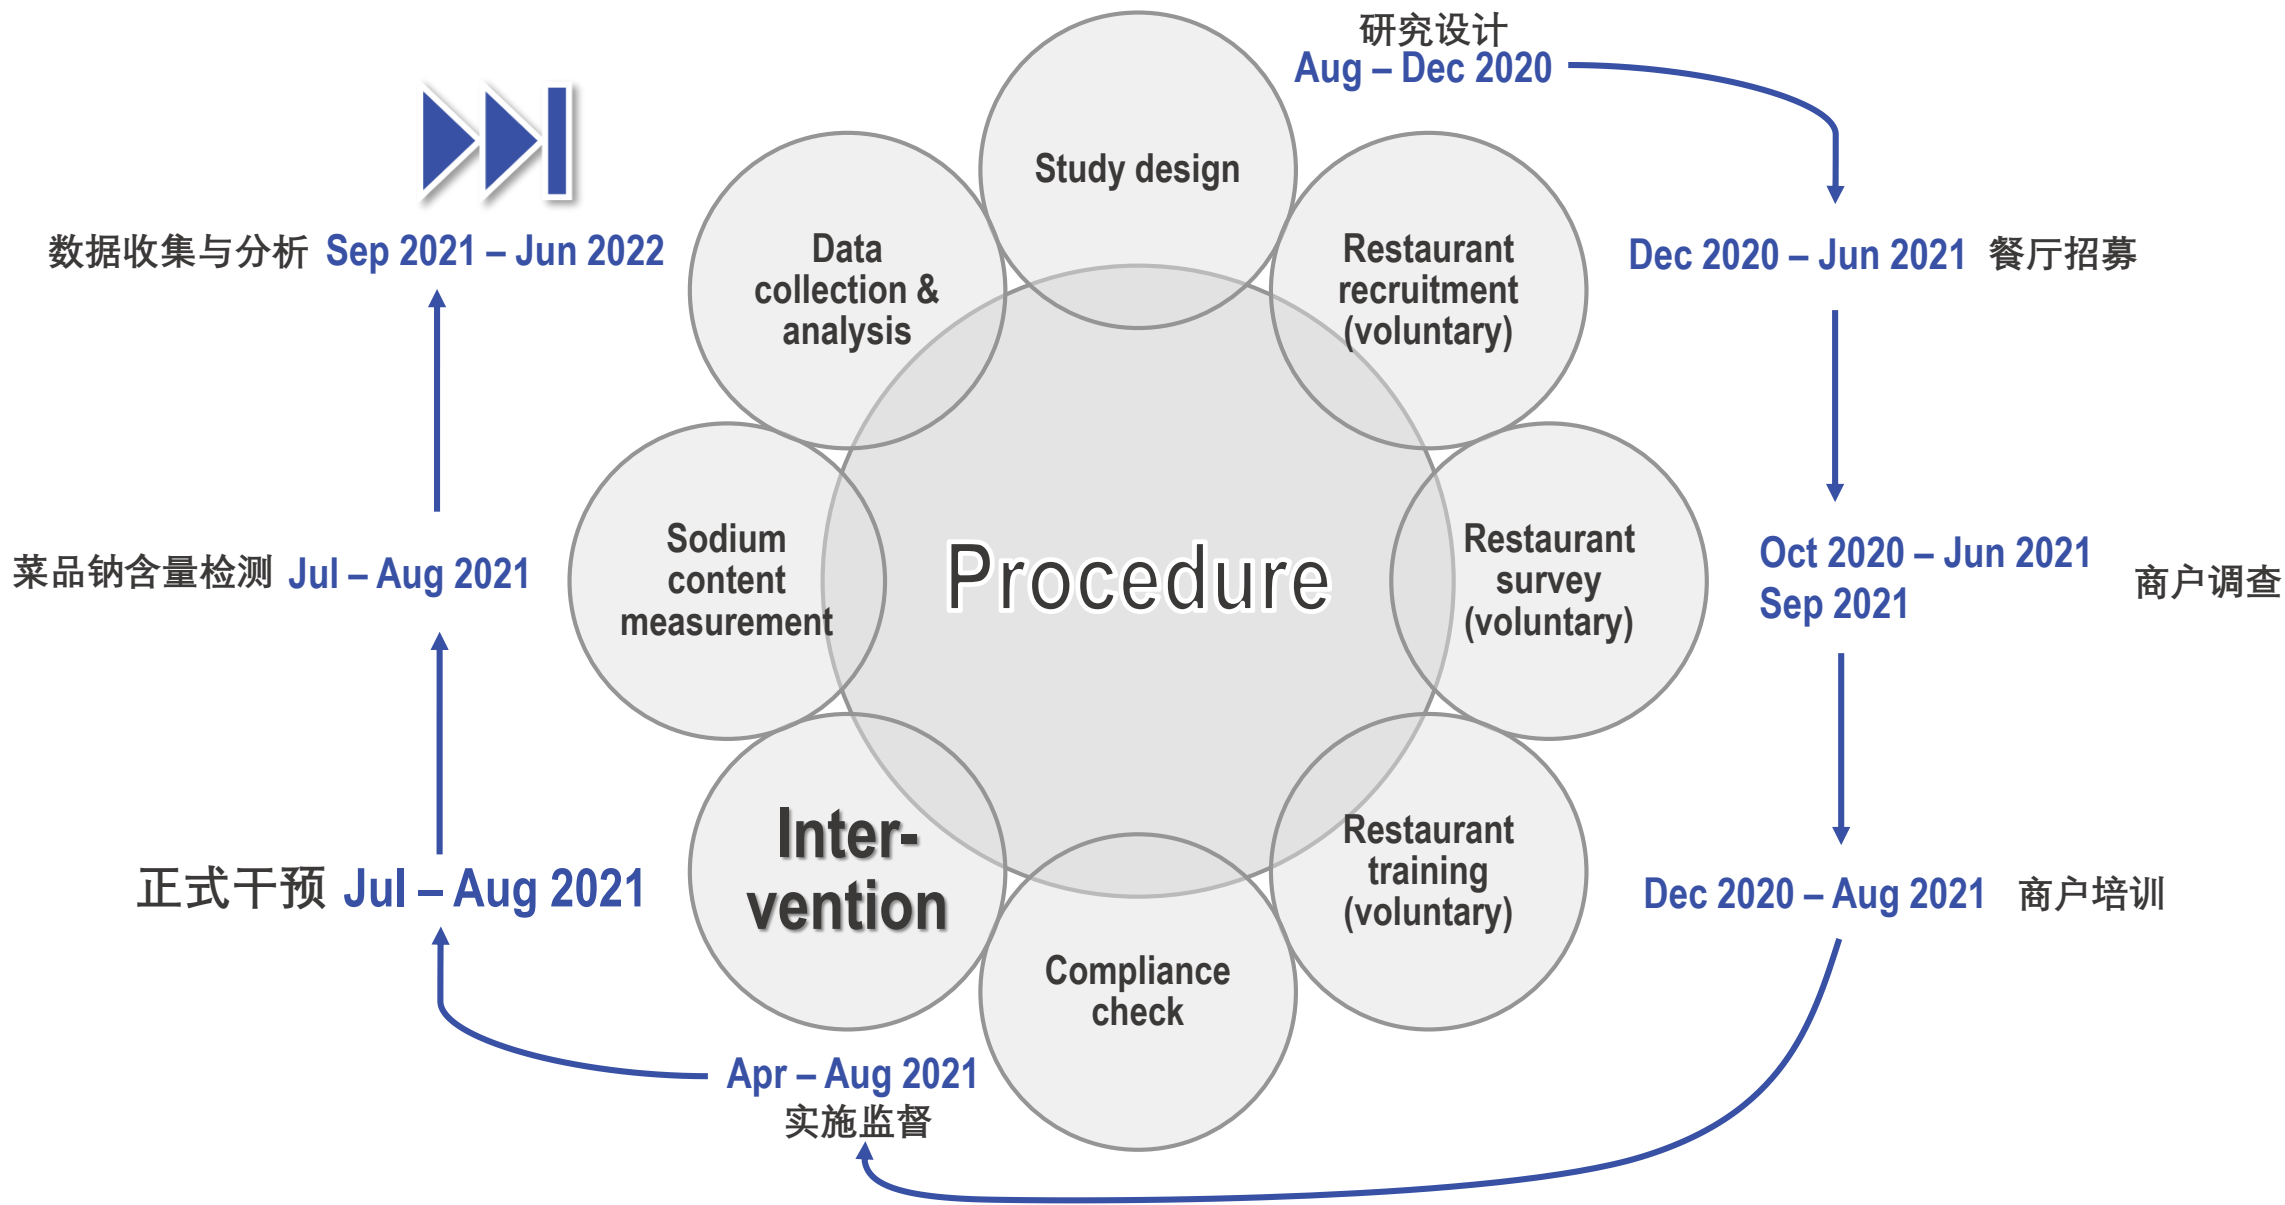 研究设计
Aug – Dec 2020
Study design
Restaurant
recruitment
(voluntary)
Dec 2020 – Jun 2021 餐厅招募
Restaurant
survey
(voluntary)
Oct 2020 – Jun 2021
Sep 2021
商户调查
Restaurant
training
(voluntary)
Dec 2020 – Aug 2021 商户培训
Compliance
check
Apr – Aug 2021
实施监督
Inter-
vention
正式干预 Jul – Aug 2021
Sodium
content
measurement
菜品钠含量检测 Jul – Aug 2021
Data
collection &
analysis
数据收集与分析 Sep 2021 – Jun 2022
Procedure